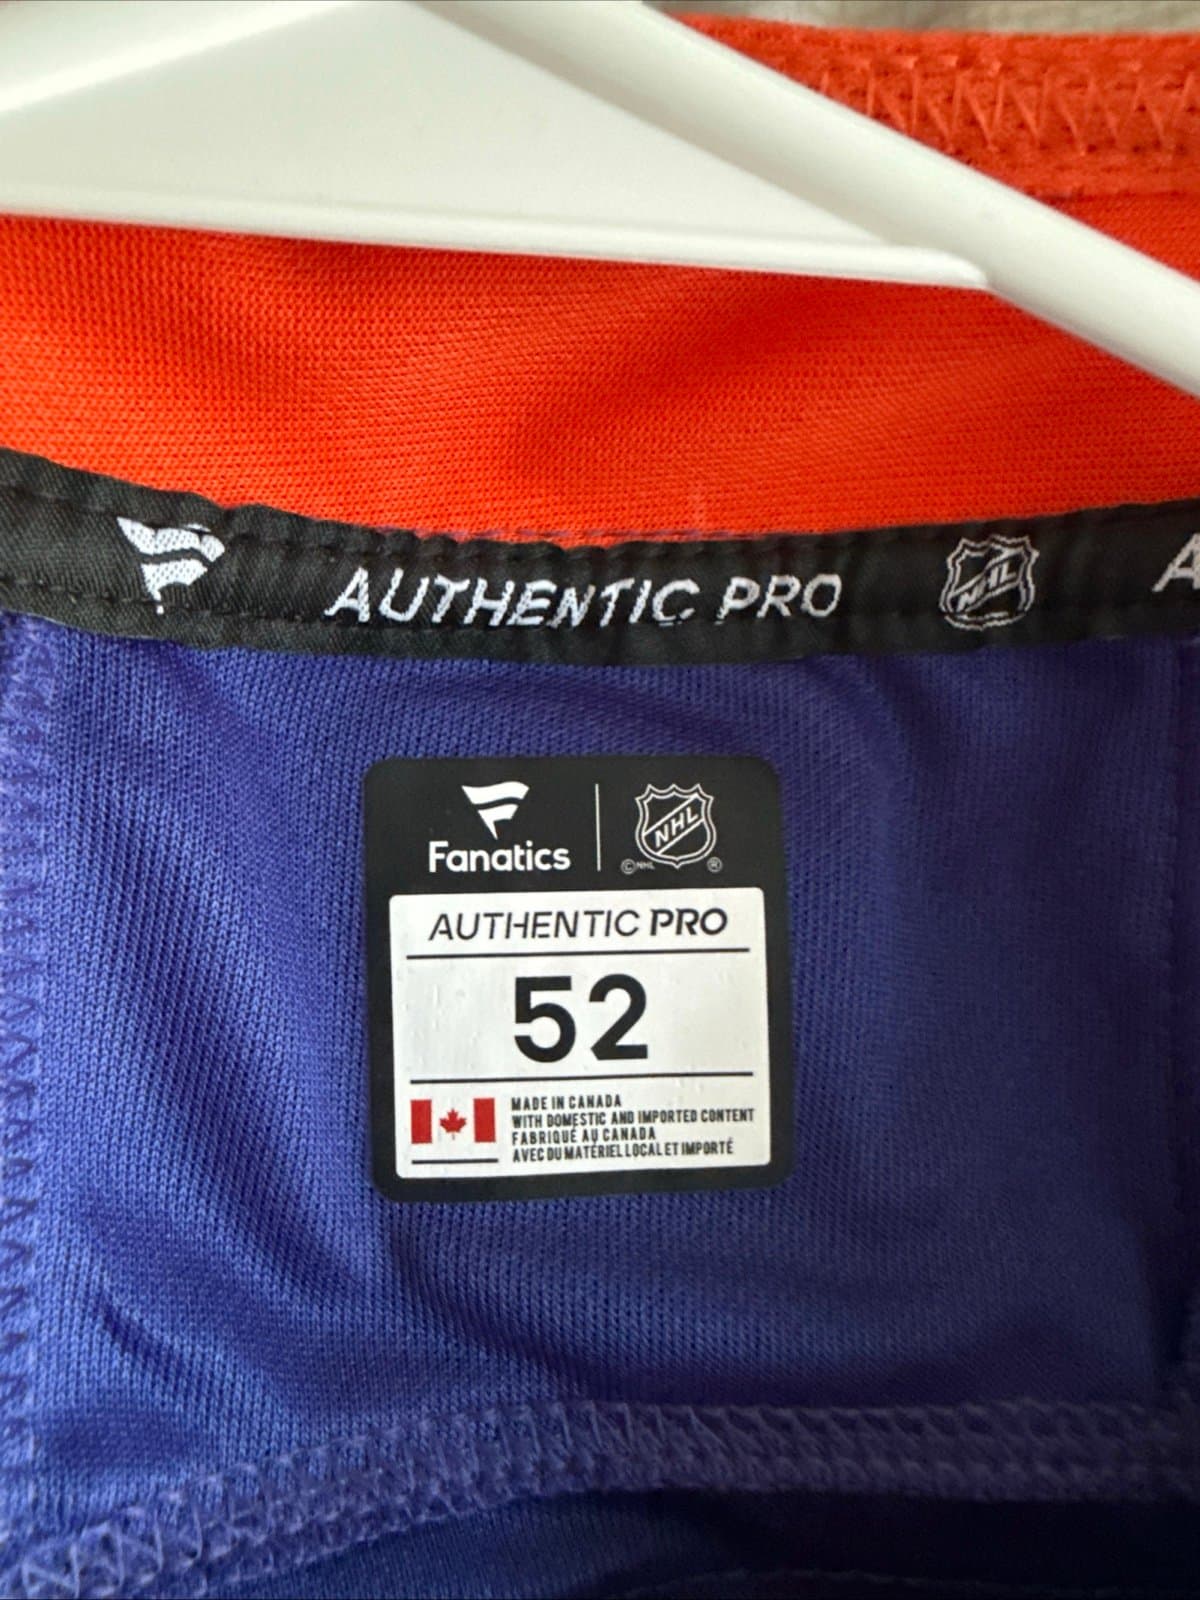 AUTHENTIC PRO
NHL
A
Fanatics
NHL
©NHL ®
AUTHENTIC PRO
52
MADE IN CANADA
WITH DOMESTIC AND IMPORTED CONTENT
FABRIQUÉ AU CANADA
AVEC DU MATÉRIEL LOCAL ET IMPORTÉ